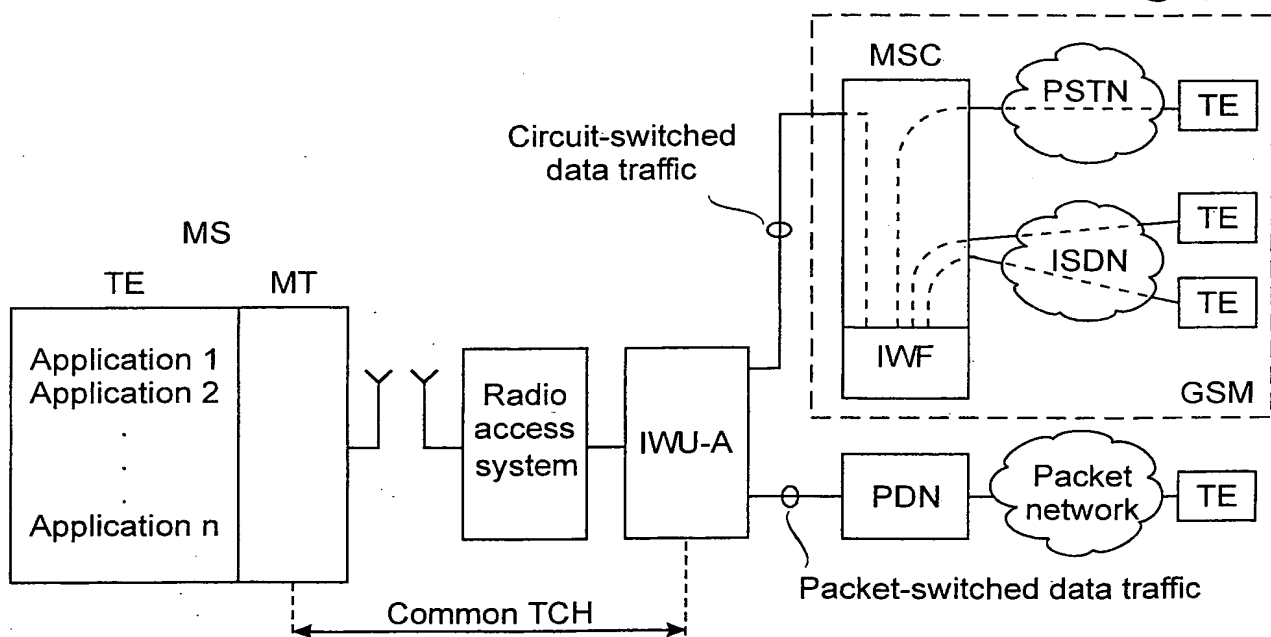 MSC
PSTN
TE
Circuit-switched
data traffic
TE
ISDN
TE
MS
TE
MT
IWF
GSM
Application 1
Application 2
.
.
.
Application n
Radio
access
system
IWU-A
PDN
Packet
network
TE
Packet-switched data traffic
Common TCH